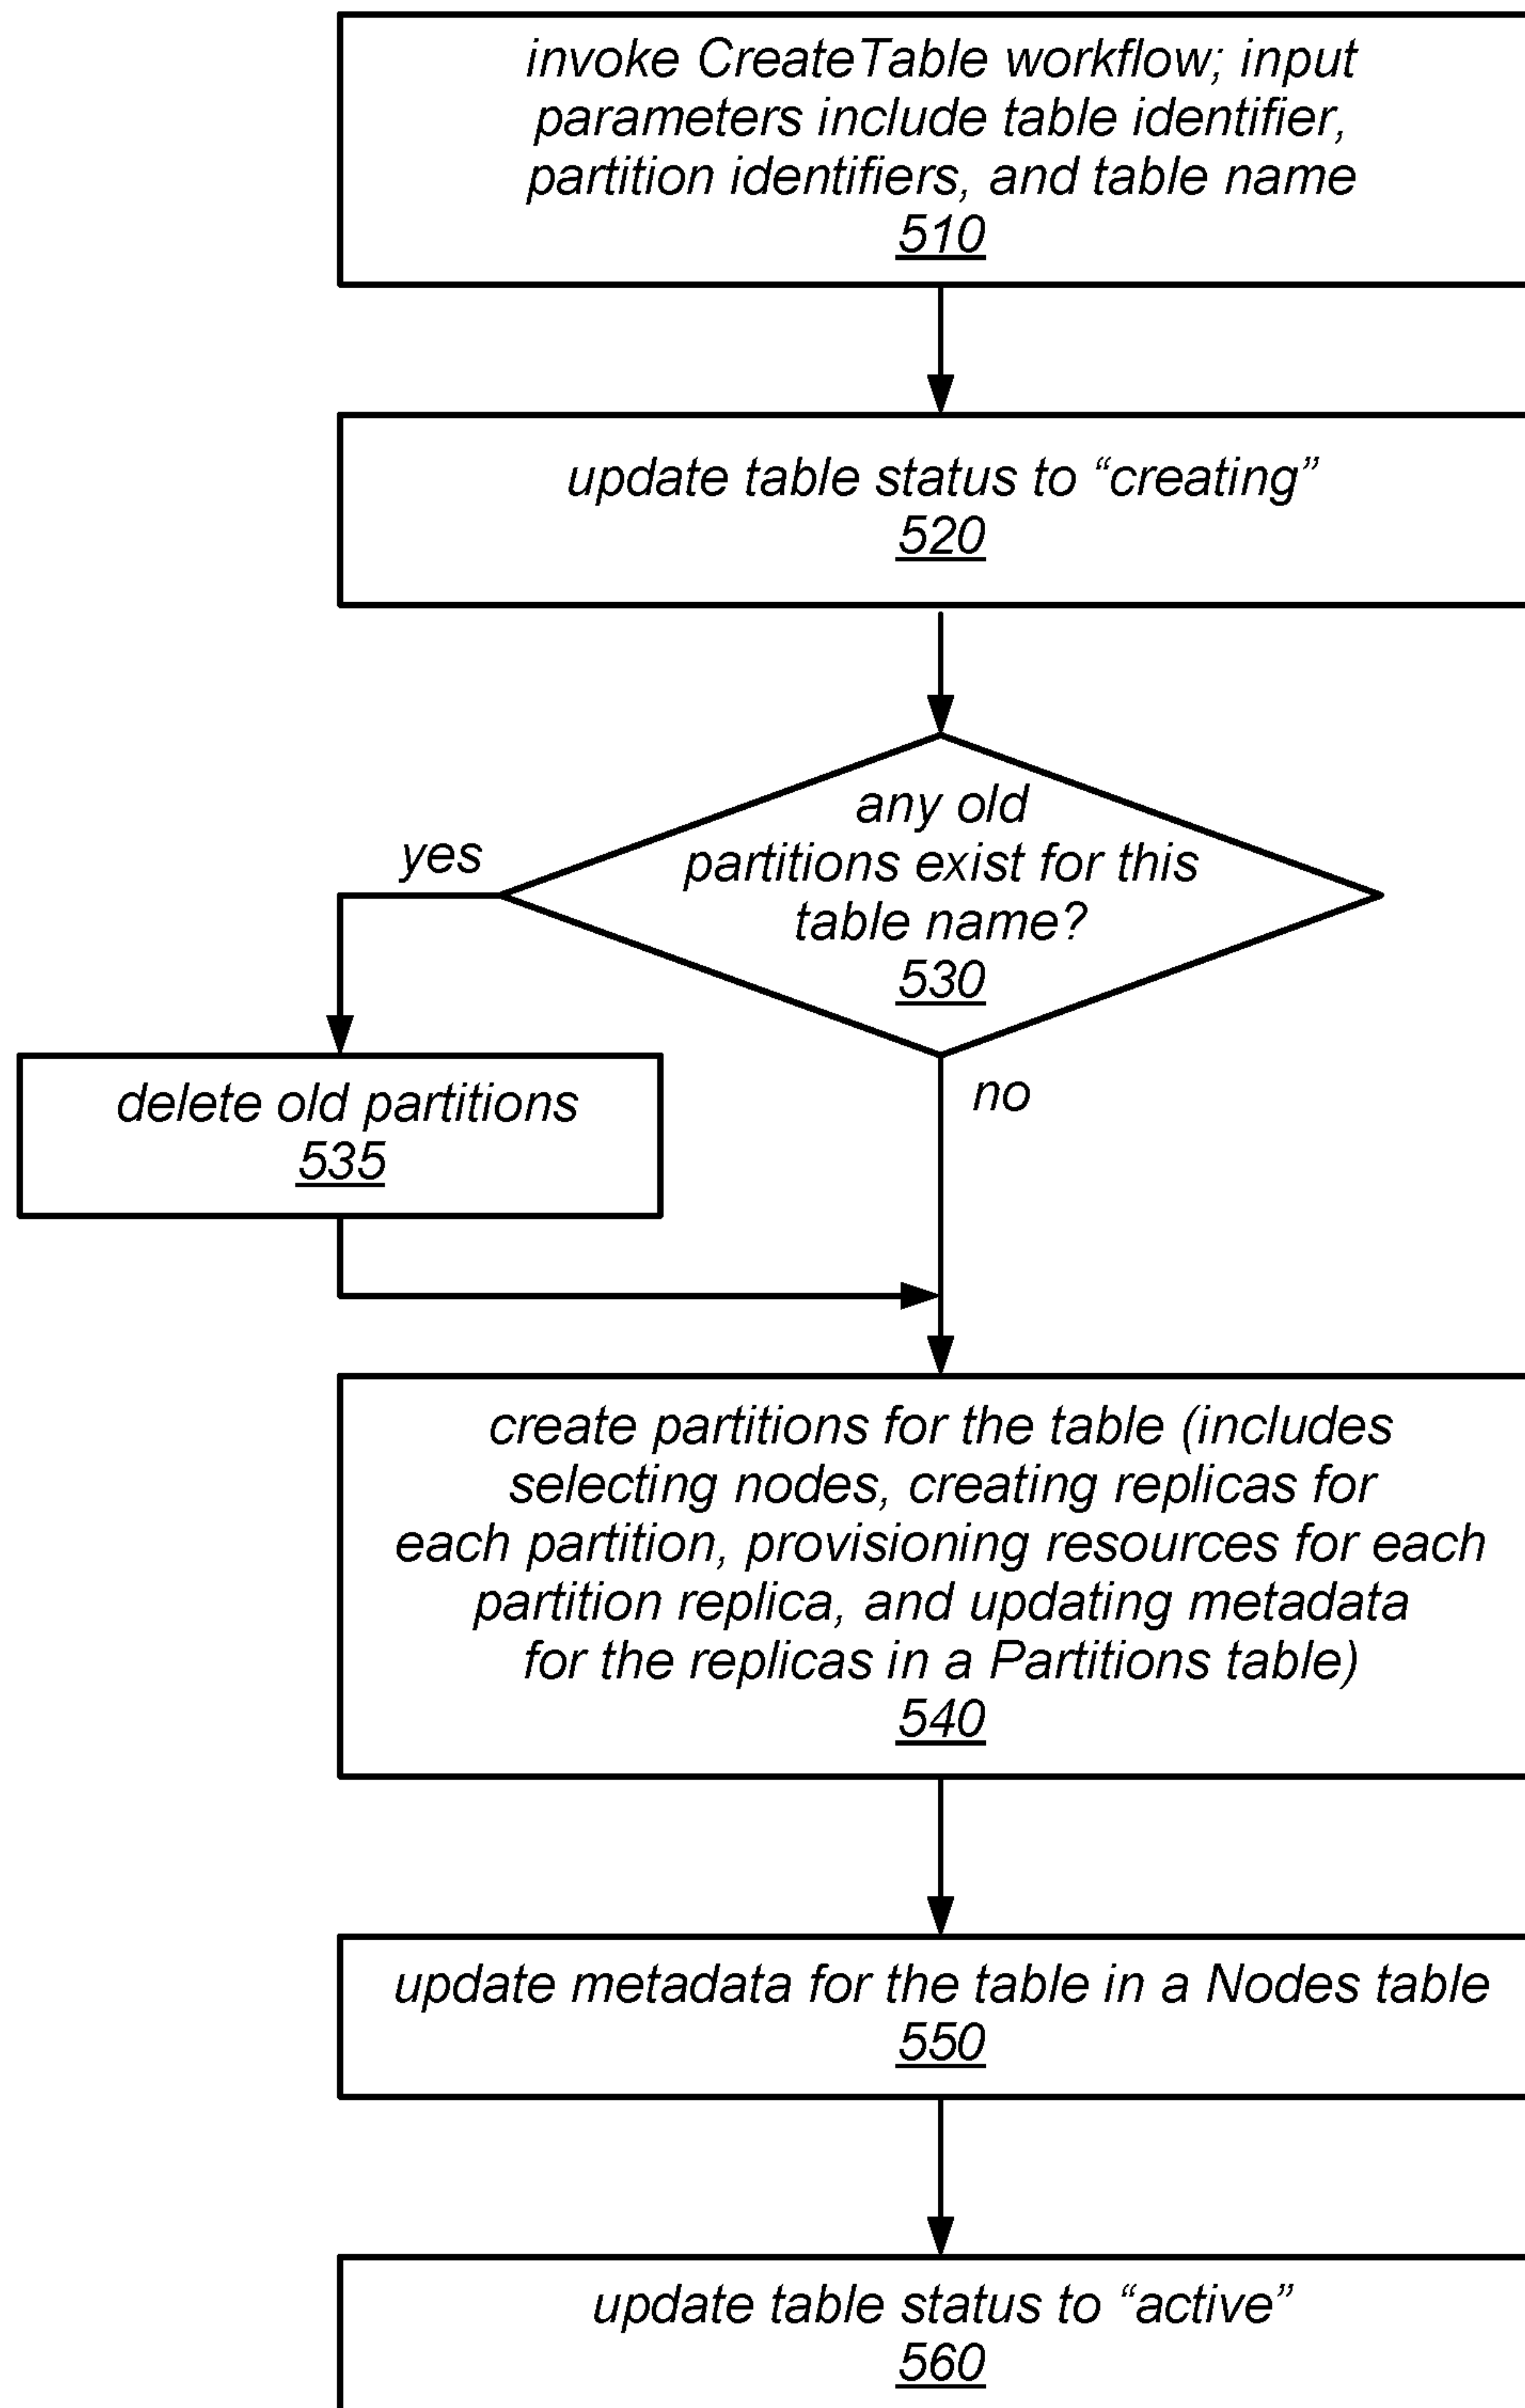 invoke CreateTable workflow; input
parameters include table identifier,
partition identifiers, and table name
510
update table status to “creating”
520
any old
partitions exist for this
table name?
530
yes
no
delete old partitions
535
create partitions for the table (includes
selecting nodes, creating replicas for
each partition, provisioning resources for each
partition replica, and updating metadata
for the replicas in a Partitions table)
540
update metadata for the table in a Nodes table
550
update table status to “active”
560